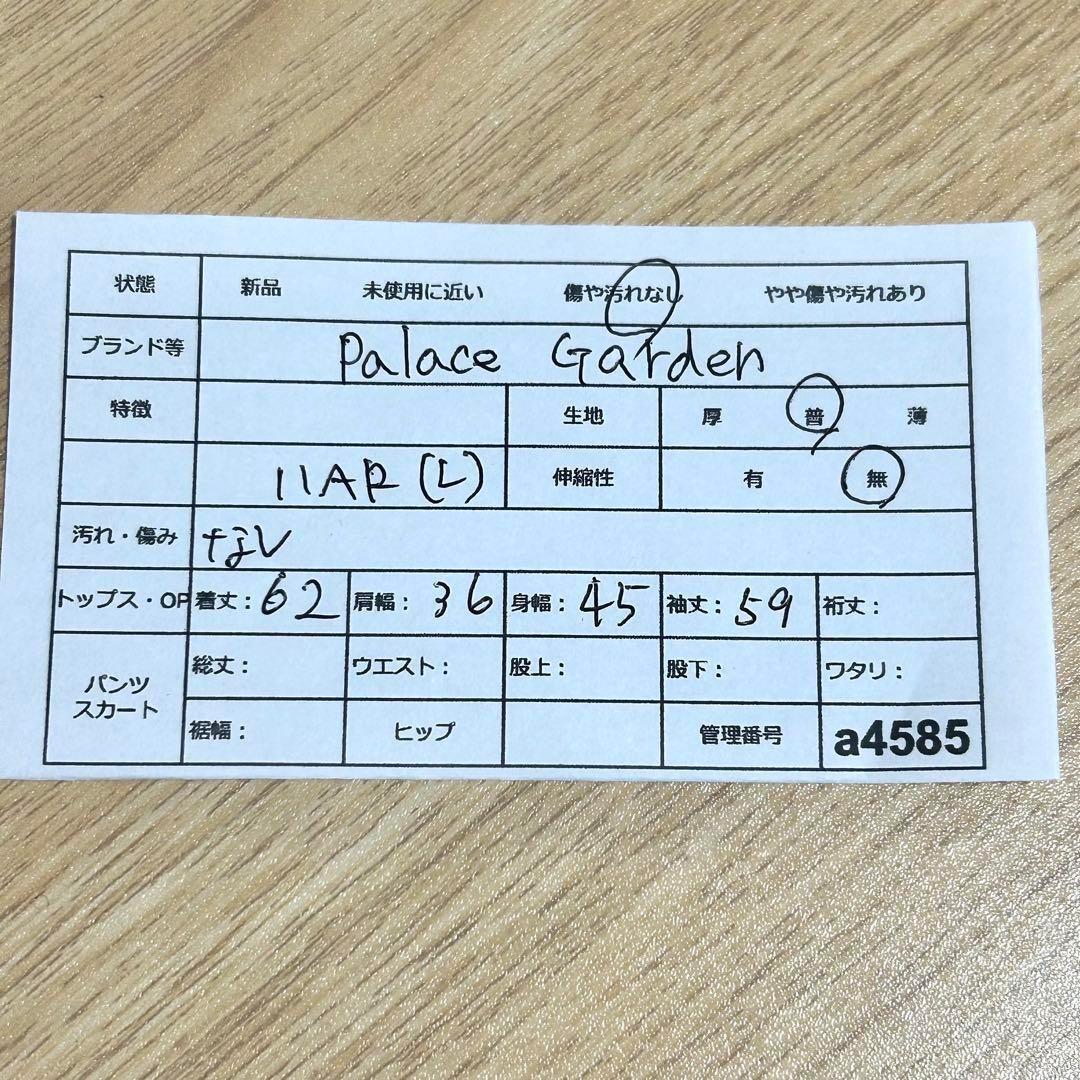 状態 新品 未使用に近い 傷や汚れなし やや傷や汚れあり
ブランド等 Palace Garden
特徴 生地 厚 普 薄
11AR (L) 伸縮性 有 無
汚れ・傷み なし
トップス・OP 着丈：62 肩幅：36 身幅：45 袖丈：59 裄丈：
パンツ スカート 総丈： ウエスト： 股上： 股下： ワタリ：
裾幅： ヒップ 管理番号 a4585